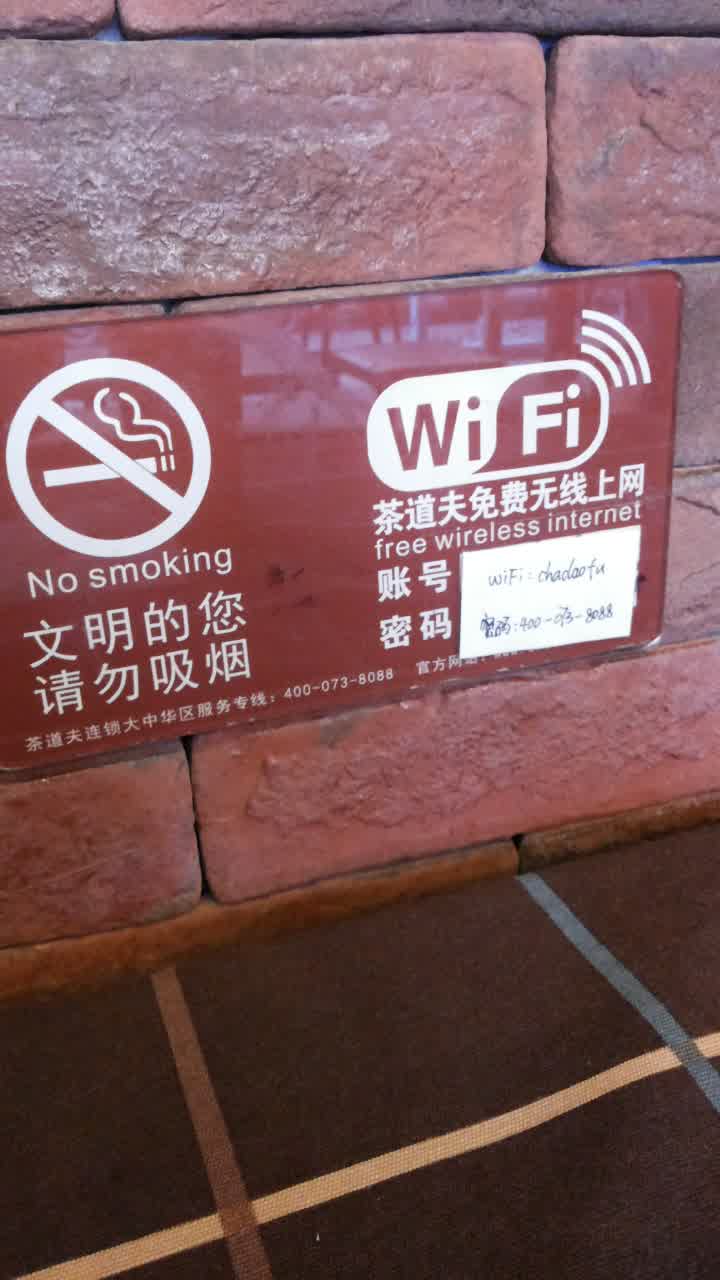 No smoking
文明的您
请勿吸烟
WiFi
茶道夫免费无线上网
free wireless internet
账号
wiFi: chadaofu
密码
密码:400-073-8088
茶道夫连锁大中华区服务专线：400-073-8088
官方网站：